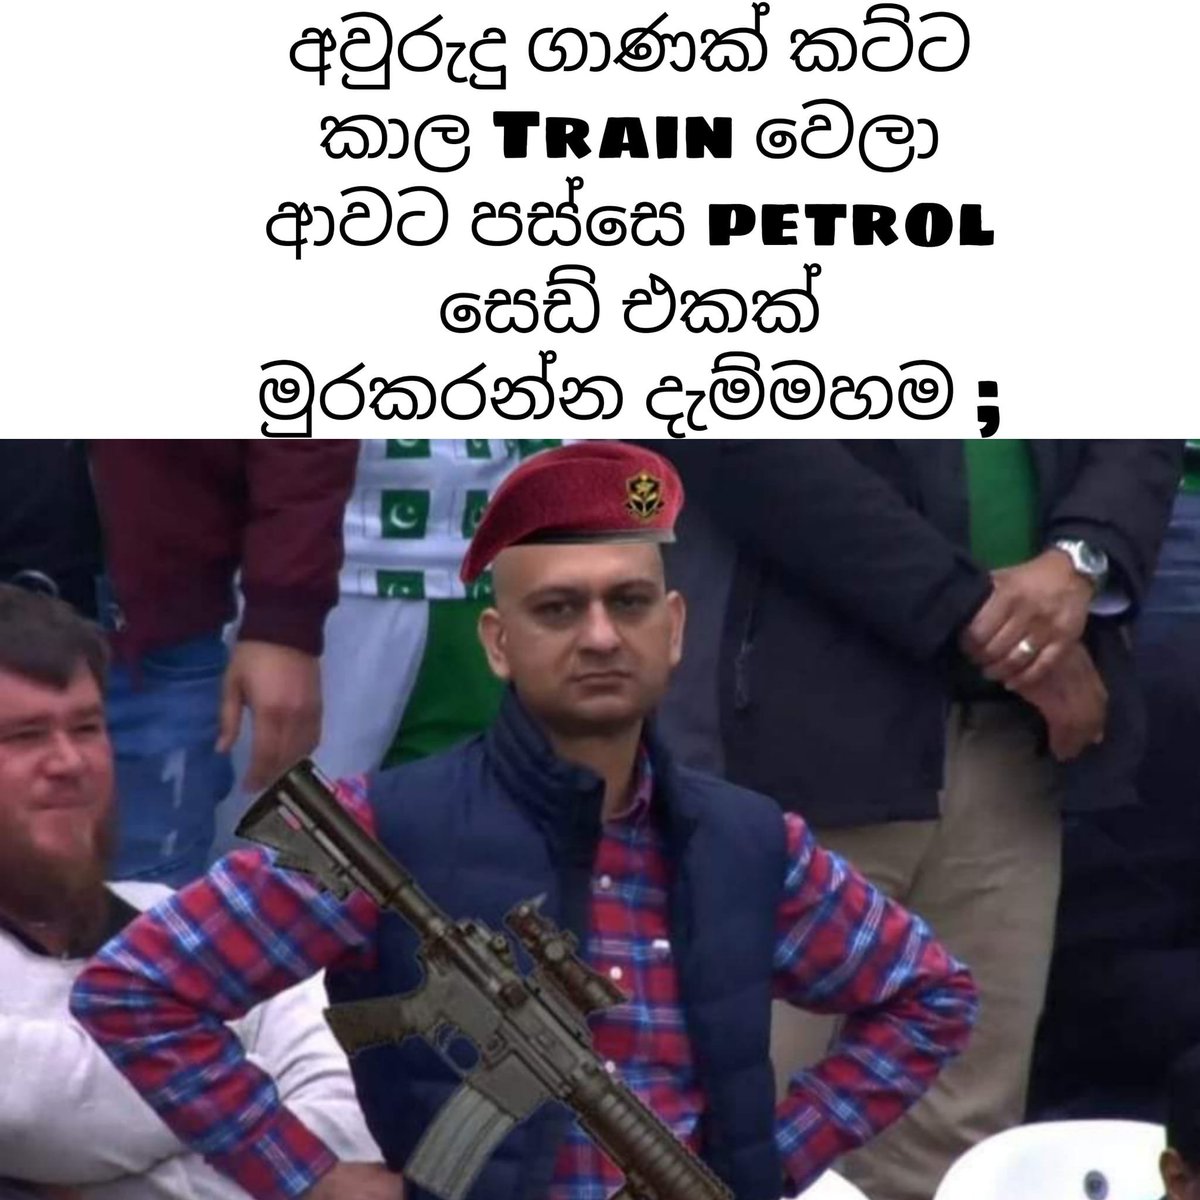 අවුරුදු ගාණක් කට්ට
කාල TRAIN වෙලා
ආවට පස්සෙ PETROL
සෙඩ් එකක්
මුරකරන්න දැම්මහම ;